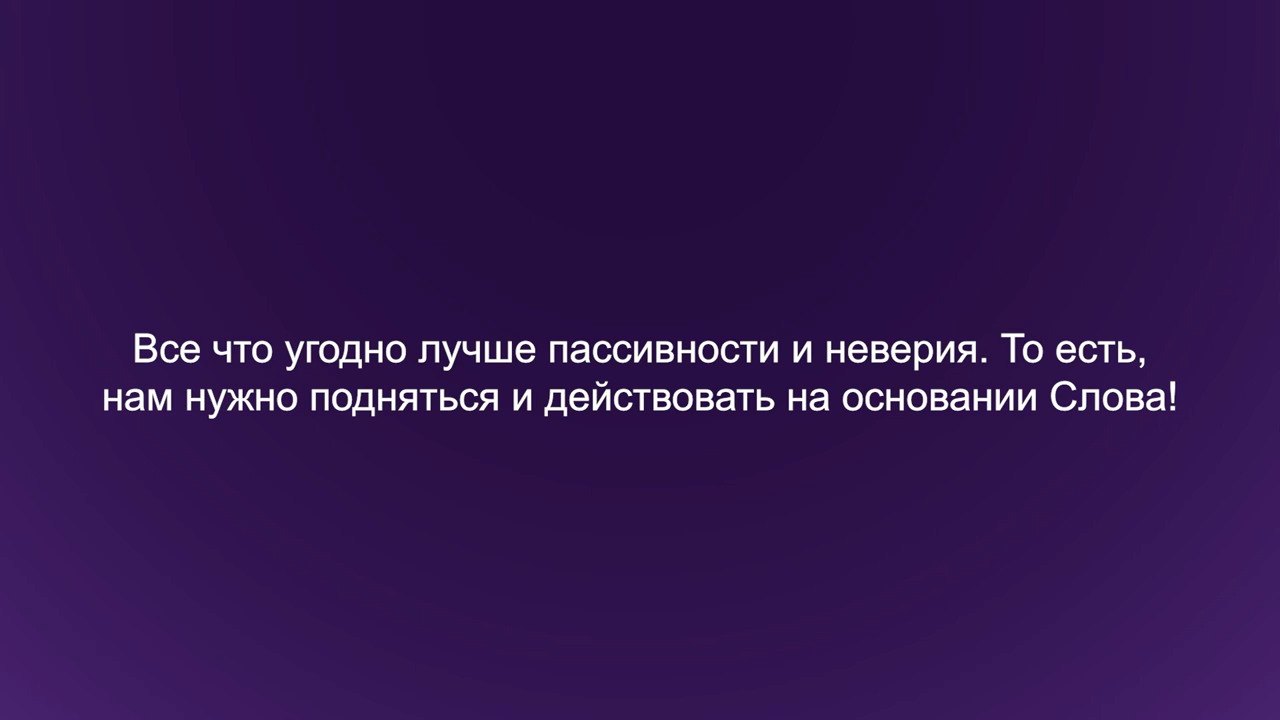 Все что угодно лучше пассивности и неверия. То есть,
нам нужно подняться и действовать на основании Слова!